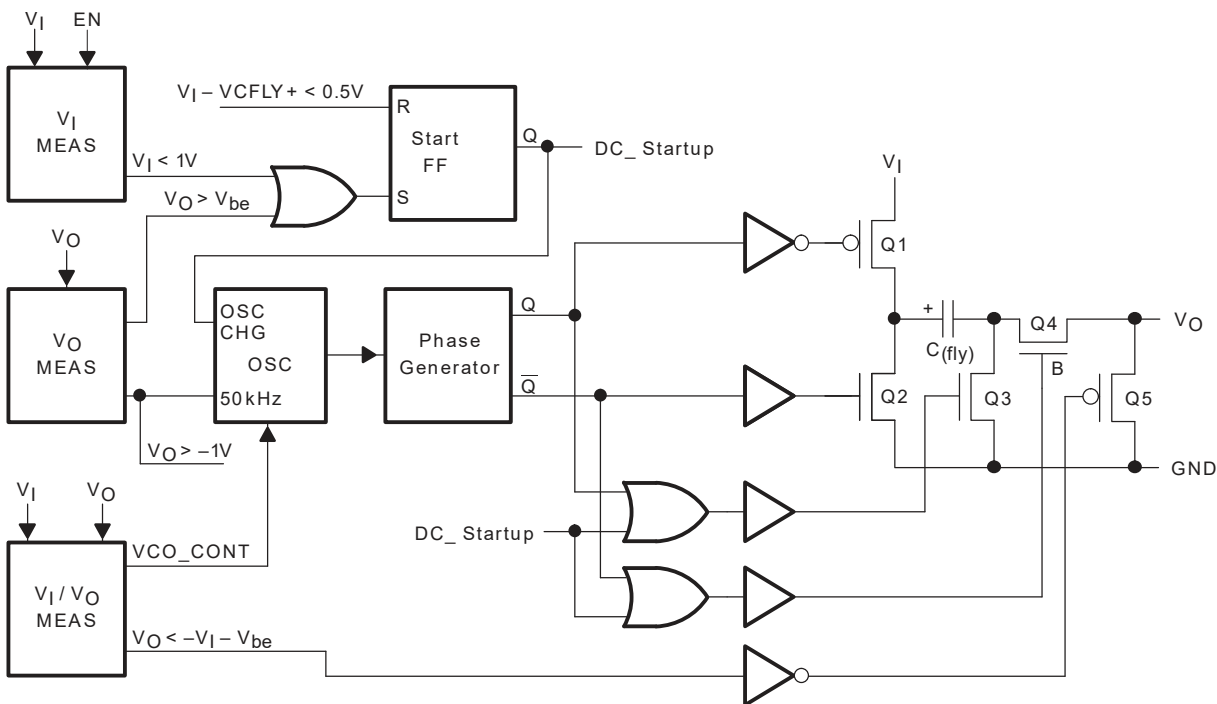 VI
EN
VI
MEAS
VI < 1V
VO > Vbe
VI – VCFLY+ < 0.5V
R
Start
FF
S
Q
DC_ Startup
VO
VO
MEAS
VO > –1V
OSC
CHG
OSC
50kHz
Phase
Generator
Q
Q̅
VI
VO
VI / VO
MEAS
VCO_CONT
VO < –VI – Vbe
DC_ Startup
VI
Q1
Q2
+
C(fly)
Q3
Q4
B
Q5
VO
GND